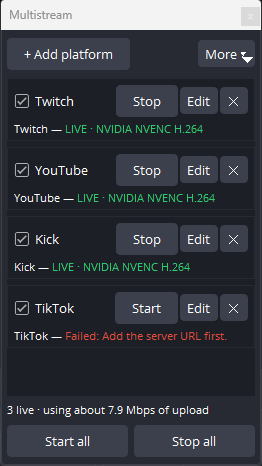 Multistream
+ Add platform
More
Twitch
Stop
Edit
Twitch — LIVE · NVIDIA NVENC H.264
YouTube
Stop
Edit
YouTube — LIVE · NVIDIA NVENC H.264
Kick
Stop
Edit
Kick — LIVE · NVIDIA NVENC H.264
TikTok
Start
Edit
TikTok — Failed: Add the server URL first.
3 live · using about 7.9 Mbps of upload
Start all
Stop all